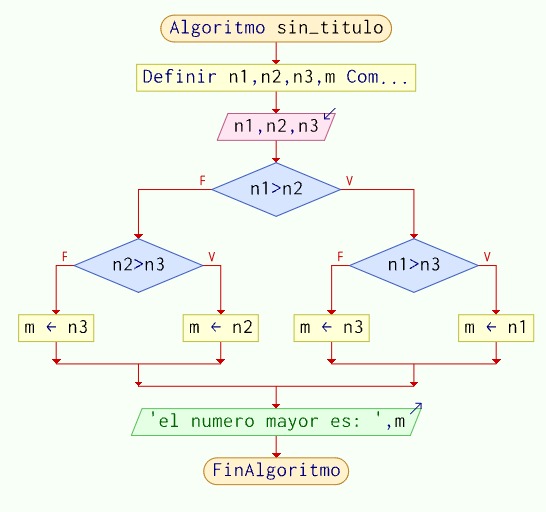 Algoritmo sin_titulo
Definir n1,n2,n3,m Com...
n1,n2,n3
n1>n2
F
V
n2>n3
F
V
n1>n3
F
V
m ← n3
m ← n2
m ← n3
m ← n1
'el numero mayor es: ',m
FinAlgoritmo